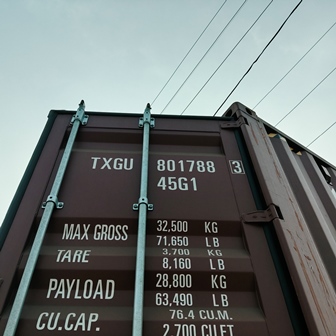 TXGU 801788 3
45G1
MAX GROSS 32,500 KG
71,650 LB
TARE 3,700 KG
8,160 LB
PAYLOAD 28,800 KG
63,490 LB
CU.CAP. 76.4 CU.M.
2,700 CU.FT.